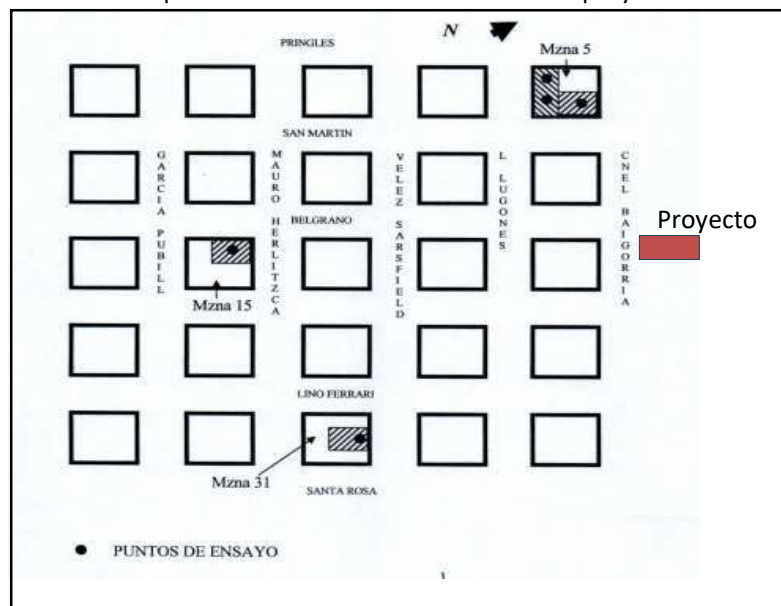 N
PRINGLES
Mzna 5
SAN MARTIN
GARCIA PUBILL
MAURO HERLITZCA
VELEZ SARSFIELD
L LUGONES
CNEL BAIGORRIA
BELGRANO
Proyecto
Mzna 15
LINO FERRARI
Mzna 31
SANTA ROSA
PUNTOS DE ENSAYO